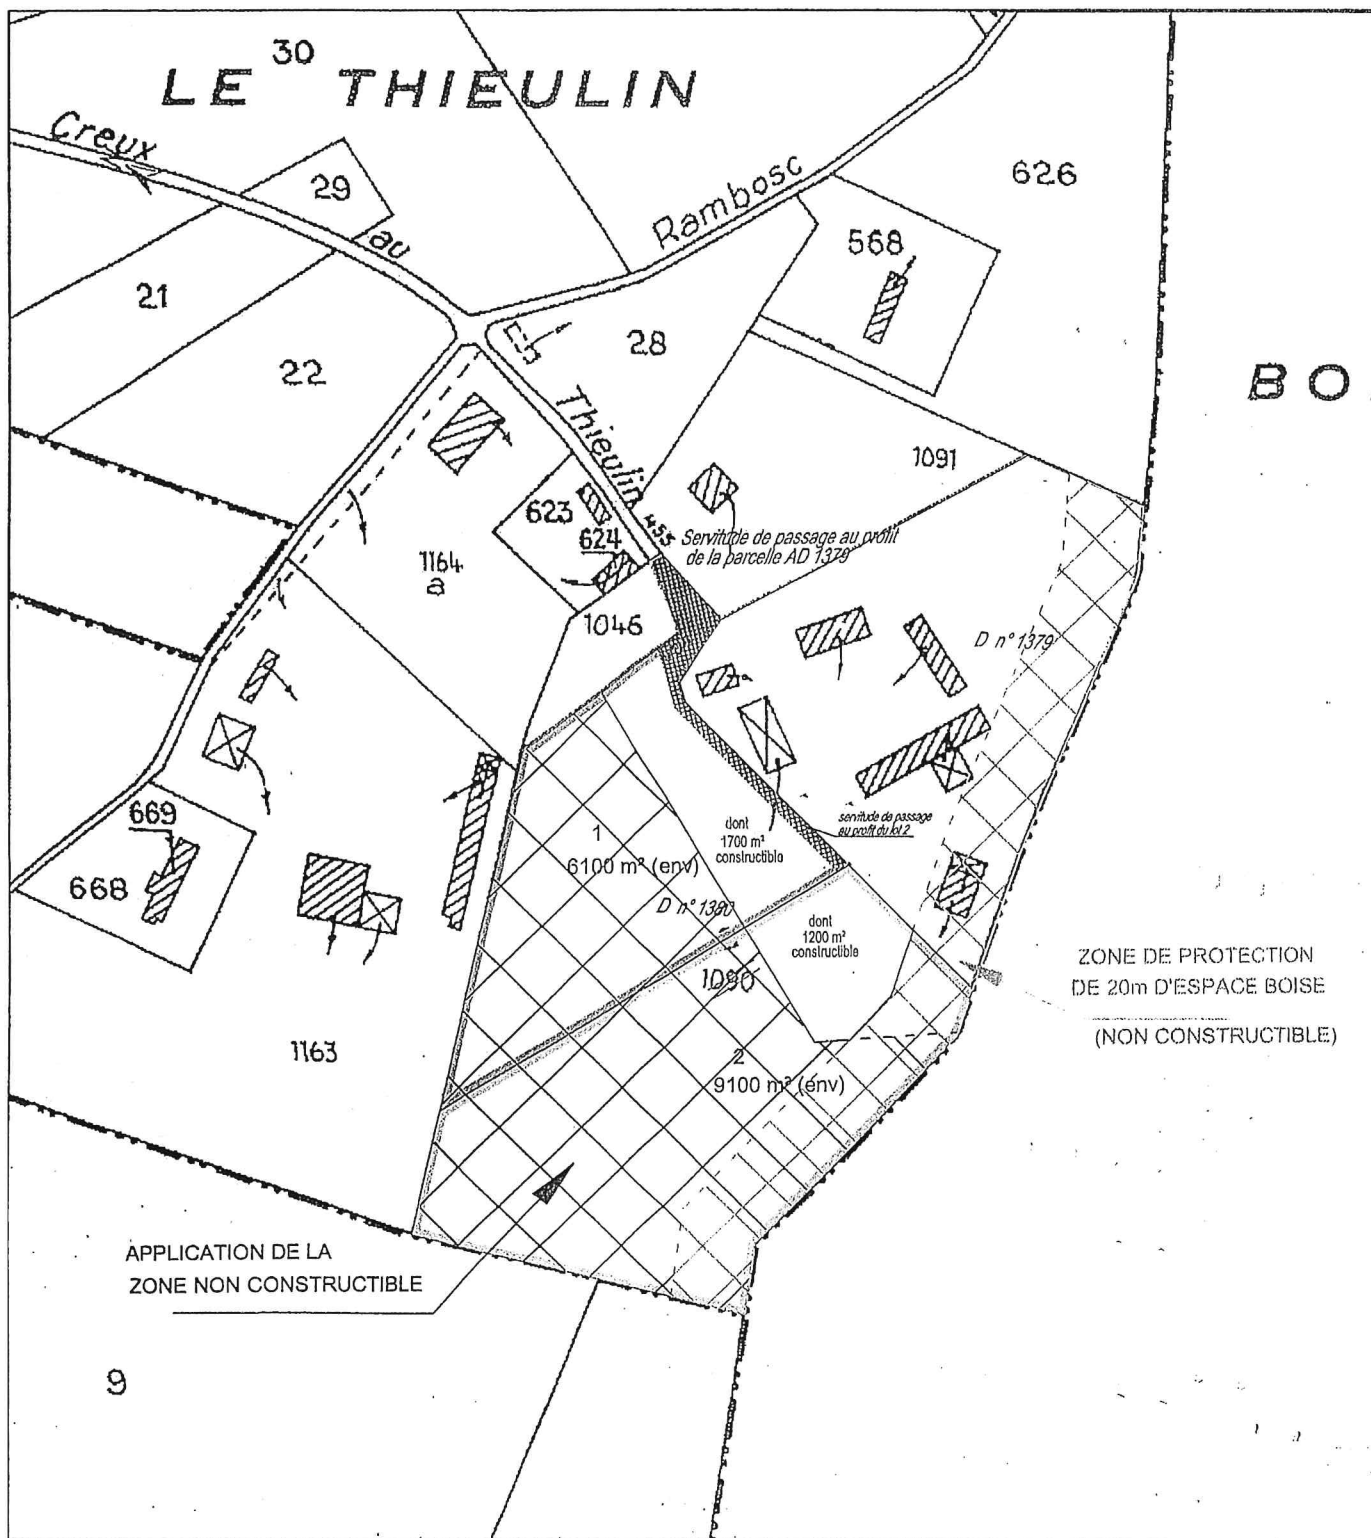 30
LE THIEULIN
Creux
29
au
Rambosc
626
568
21
28
22
BO
Thieulin
1091
623
455
624
Servitude de passage au profit
de la parcelle AD 1379
1164
a
1046
D n° 1379
669
668
1
6100 m² (env)
dont
1700 m²
constructible
servitude de passage
au profit du lot 2
D n° 1380
dont
1200 m²
constructible
1090
ZONE DE PROTECTION
DE 20m D'ESPACE BOISE
(NON CONSTRUCTIBLE)
1163
2
9100 m² (env)
APPLICATION DE LA
ZONE NON CONSTRUCTIBLE
9